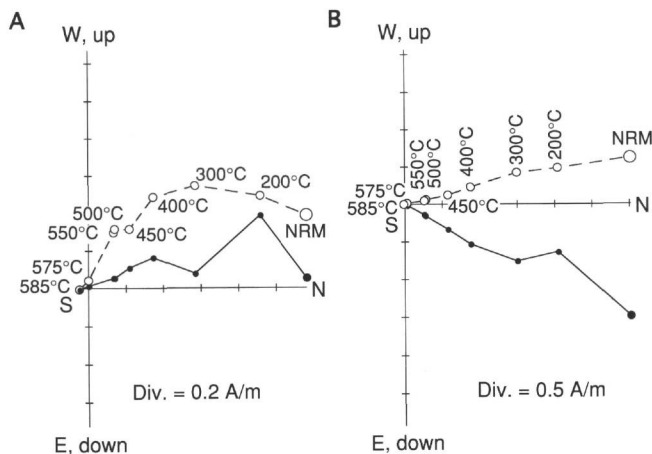 A
W, up
300°C
200°C
400°C
500°C
550°C
450°C
NRM
575°C
585°C
S
N
Div. = 0.2 A/m
E, down
B
W, up
550°C
500°C
400°C
300°C
200°C
NRM
575°C
585°C
450°C
S
N
Div. = 0.5 A/m
E, down